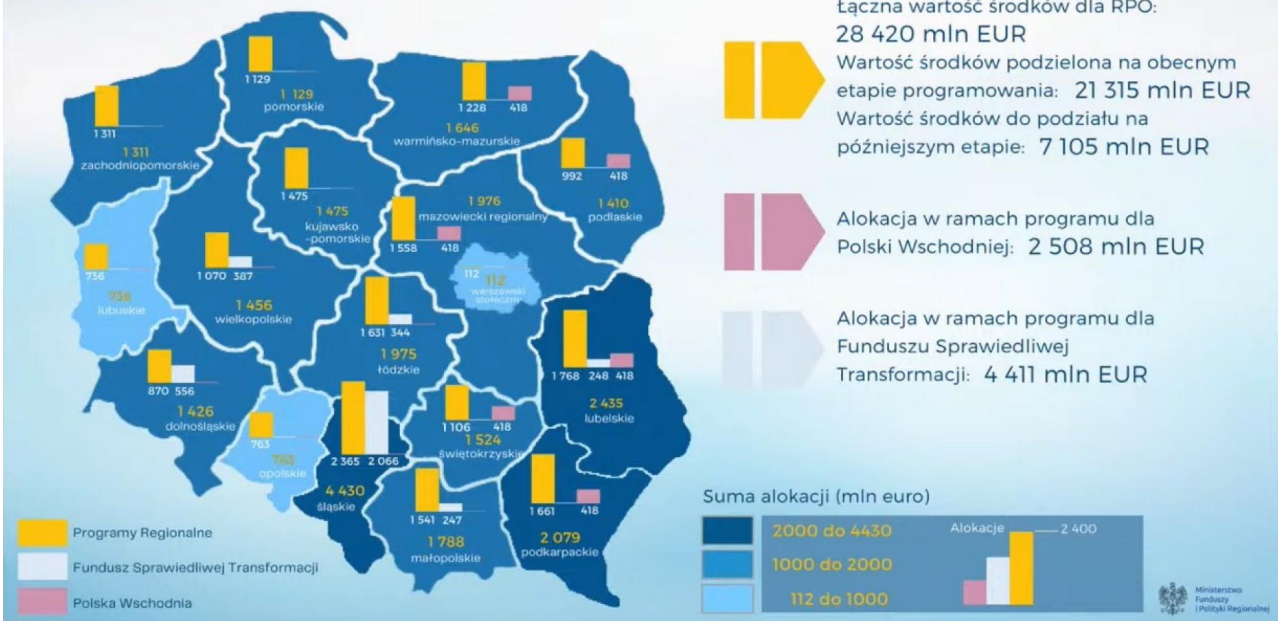 Łączna wartość środków dla RPO:
28 420 mln EUR
Wartość środków podzielona na obecnym
etapie programowania: 21 315 mln EUR
Wartość środków do podziału na
późniejszym etapie: 7 105 mln EUR
Alokacja w ramach programu dla
Polski Wschodniej: 2 508 mln EUR
Alokacja w ramach programu dla
Funduszu Sprawiedliwej
Transformacji: 4 411 mln EUR
1 129
1 129
pomorskie
1 311
1 311
zachodniopomorskie
1 228 418
1 646
warmińsko-mazurskie
992 418
1 410
podlaskie
1 475
1 475
kujawsko
-pomorskie
1 976
mazowiecki regionalny
1 558 418
112
112
warszawski
stołeczny
736
736
lubuskie
1 070 387
1 456
wielkopolskie
1 631 344
1 975
łódzkie
1 768 248 418
2 435
lubelskie
870 556
1 426
dolnośląskie
763
763
opolskie
2 365 2 066
4 430
śląskie
1 106 418
1 524
świętokrzyskie
1 541 247
1 788
małopolskie
1 661 418
2 079
podkarpackie
Programy Regionalne
Fundusz Sprawiedliwej Transformacji
Polska Wschodnia
Suma alokacji (mln euro)
2000 do 4430
1000 do 2000
112 do 1000
Alokacje
2 400
Ministerstwo
Funduszy
i Polityki Regionalnej